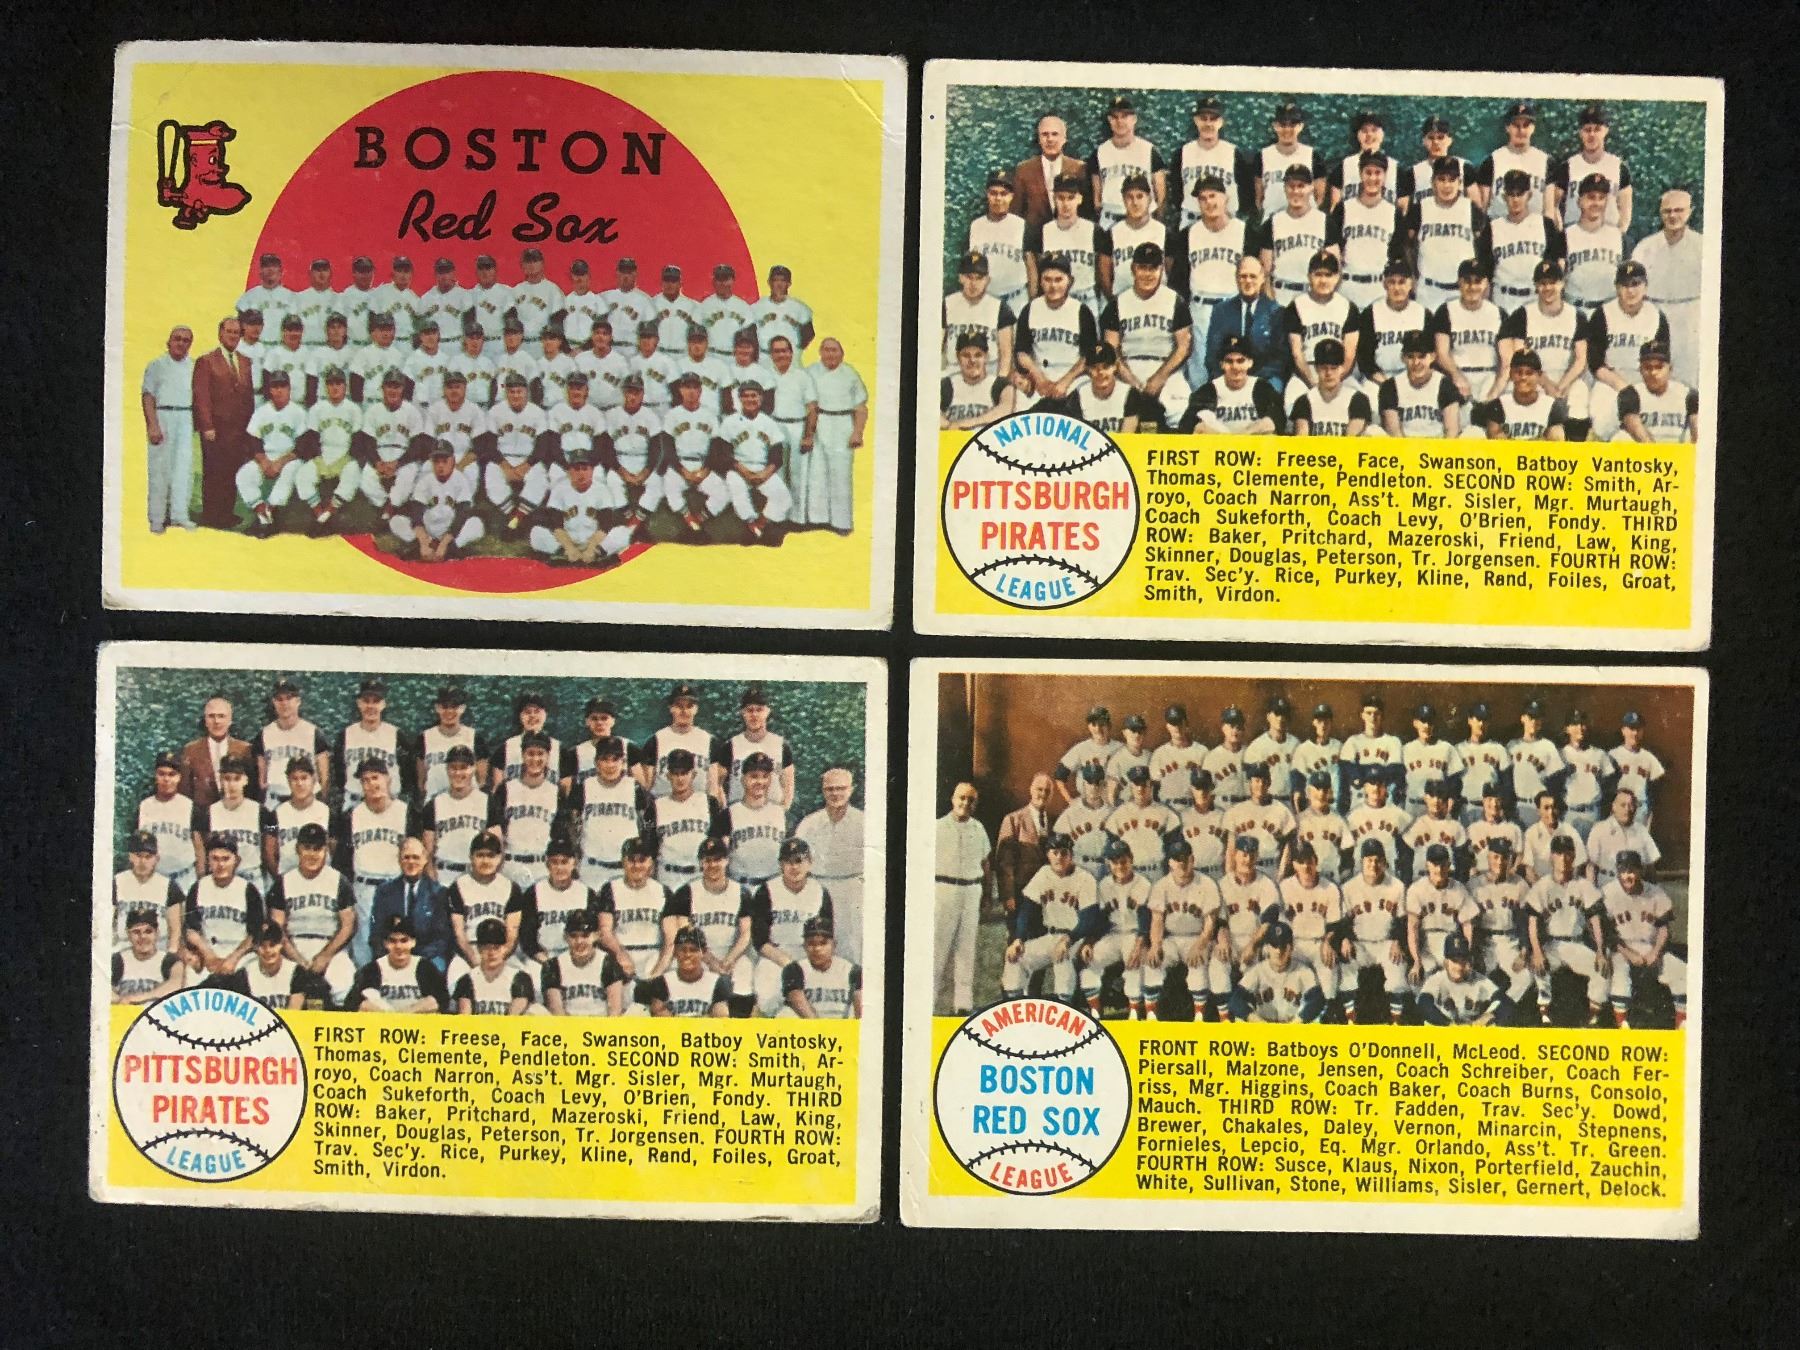 BOSTON
Red Sox
NATIONAL
PITTSBURGH
PIRATES
LEAGUE
FIRST ROW: Freese, Face, Swanson, Batboy Vantosky,
Thomas, Clemente, Pendleton. SECOND ROW: Smith, Ar-
royo, Coach Narron, Ass't. Mgr. Sisler, Mgr. Murtaugh,
Coach Sukeforth, Coach Levy, O'Brien, Fondy. THIRD
ROW: Baker, Pritchard, Mazeroski, Friend, Law, King,
Skinner, Douglas, Peterson, Tr. Jorgensen. FOURTH ROW:
Trav. Sec'y. Rice, Purkey, Kline, Rand, Foiles, Groat,
Smith, Virdon.
NATIONAL
PITTSBURGH
PIRATES
LEAGUE
FIRST ROW: Freese, Face, Swanson, Batboy Vantosky,
Thomas, Clemente, Pendleton. SECOND ROW: Smith, Ar-
royo, Coach Narron, Ass't. Mgr. Sisler, Mgr. Murtaugh,
Coach Sukeforth, Coach Levy, O'Brien, Fondy. THIRD
ROW: Baker, Pritchard, Mazeroski, Friend, Law, King,
Skinner, Douglas, Peterson, Tr. Jorgensen. FOURTH ROW:
Trav. Sec'y. Rice, Purkey, Kline, Rand, Foiles, Groat,
Smith, Virdon.
AMERICAN
BOSTON
RED SOX
LEAGUE
FRONT ROW: Batboys O'Donnell, McLeod. SECOND ROW:
Piersall, Malzone, Jensen, Coach Schreiber, Coach Fer-
riss, Mgr. Higgins, Coach Baker, Coach Burns, Consolo,
Mauch. THIRD ROW: Tr. Fadden, Trav. Sec'y. Dowd,
Brewer, Chakales, Daley, Vernon, Minarcin, Stepnens,
Fornieles, Lepcio, Eq. Mgr. Orlando, Ass't. Tr. Green.
FOURTH ROW: Susce, Klaus, Nixon, Porterfield, Zauchin,
White, Sullivan, Stone, Williams, Sisler, Gernert, Delock.